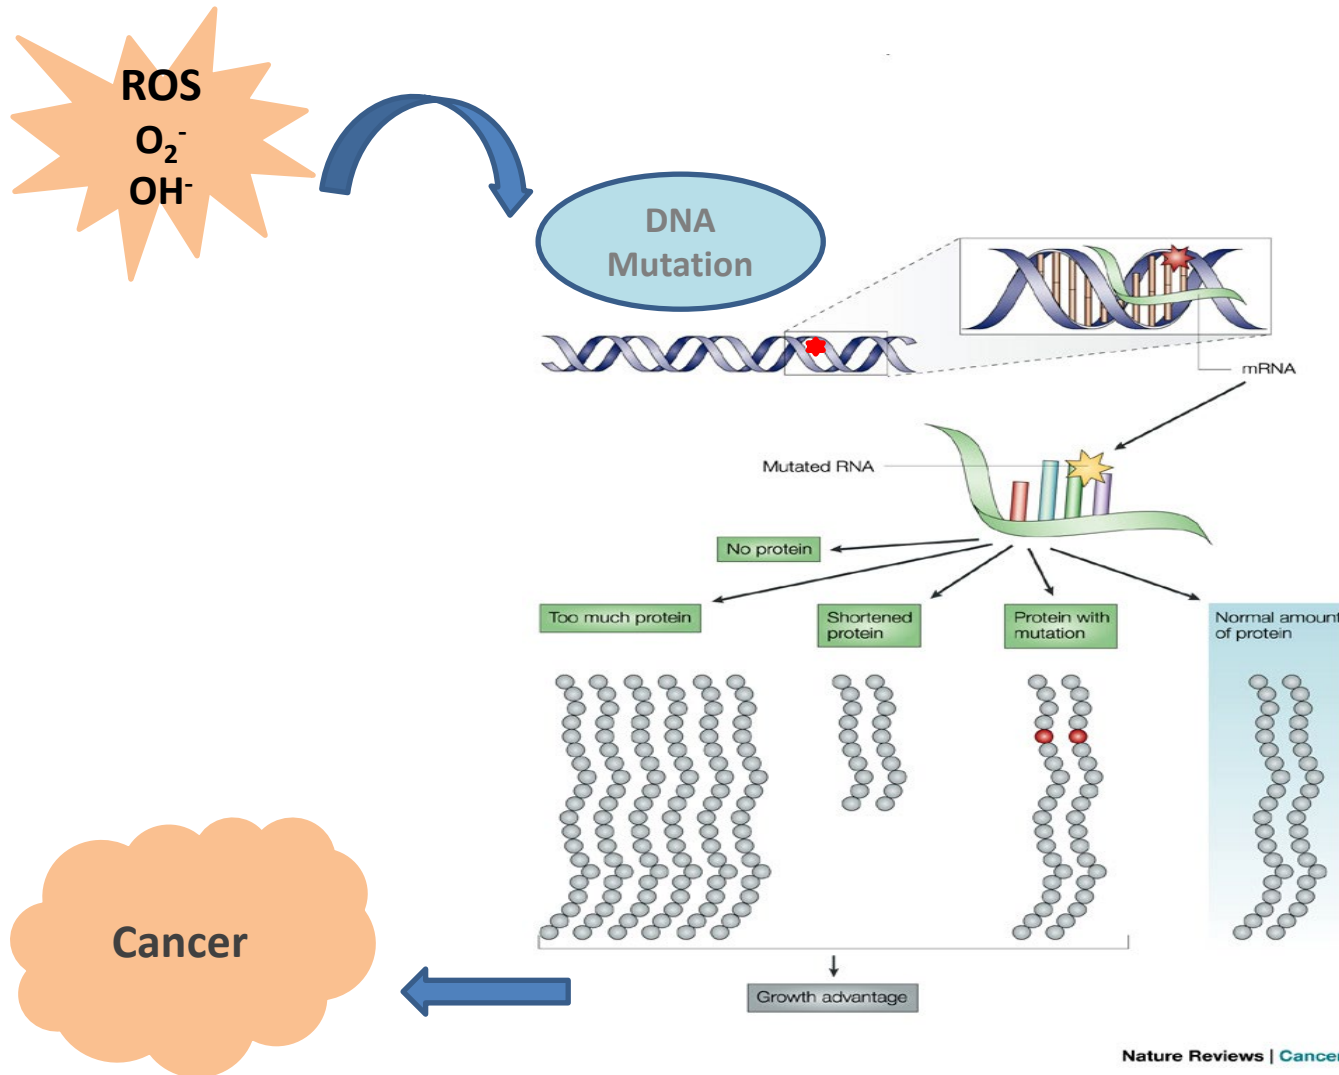 ROS
O₂⁻
OH⁻
DNA
Mutation
mRNA
Mutated RNA
No protein
Too much protein
Shortened
protein
Protein with
mutation
Normal amount
of protein
Cancer
Growth advantage
Nature Reviews | Cancer